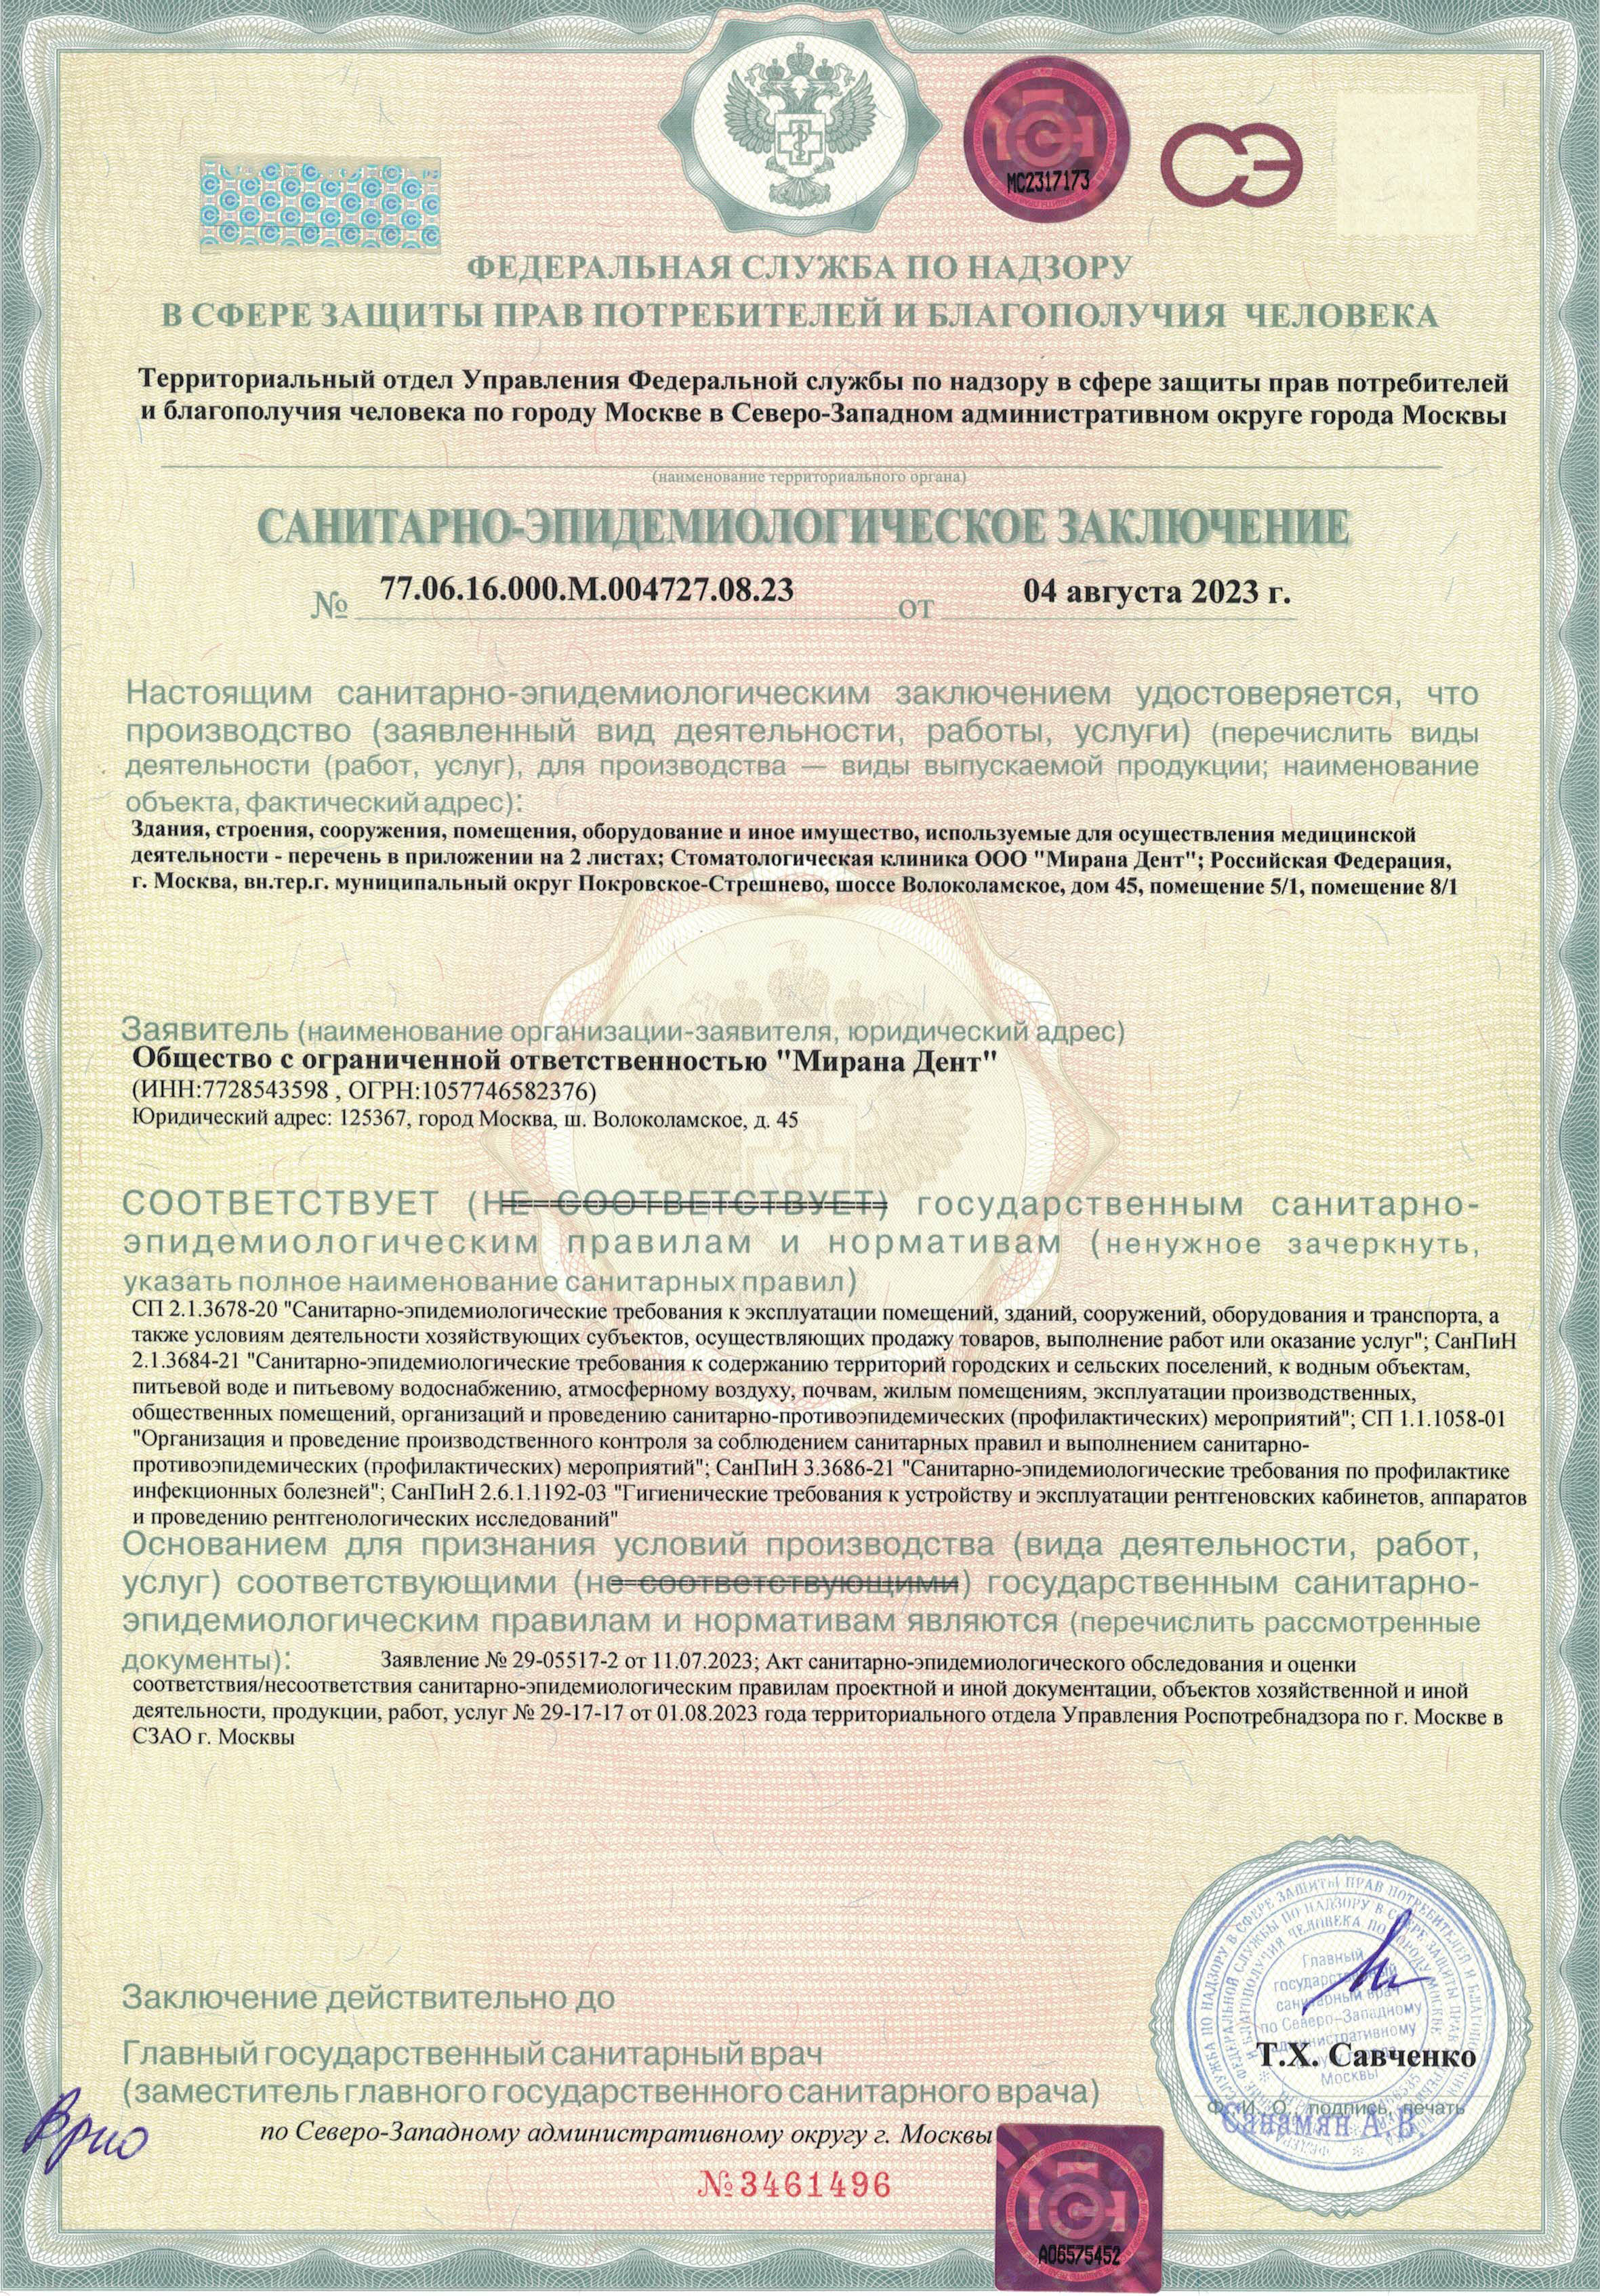 МС2317173
СЭ
ФЕДЕРАЛЬНАЯ СЛУЖБА ПО НАДЗОРУ
В СФЕРЕ ЗАЩИТЫ ПРАВ ПОТРЕБИТЕЛЕЙ И БЛАГОПОЛУЧИЯ ЧЕЛОВЕКА
Территориальный отдел Управления Федеральной службы по надзору в сфере защиты прав потребителей
и благополучия человека по городу Москве в Северо-Западном административном округе города Москвы
(наименование территориального органа)
САНИТАРНО-ЭПИДЕМИОЛОГИЧЕСКОЕ ЗАКЛЮЧЕНИЕ
№ 77.06.16.000.М.004727.08.23 от 04 августа 2023 г.
Настоящим санитарно-эпидемиологическим заключением удостоверяется, что
производство (заявленный вид деятельности, работы, услуги) (перечислить виды
деятельности (работ, услуг), для производства — виды выпускаемой продукции; наименование
объекта, фактический адрес):
Здания, строения, сооружения, помещения, оборудование и иное имущество, используемые для осуществления медицинской
деятельности - перечень в приложении на 2 листах; Стоматологическая клиника ООО "Мирана Дент"; Российская Федерация,
г. Москва, вн.тер.г. муниципальный округ Покровское-Стрешнево, шоссе Волоколамское, дом 45, помещение 5/1, помещение 8/1
Заявитель (наименование организации-заявителя, юридический адрес)
Общество с ограниченной ответственностью "Мирана Дент"
(ИНН:7728543598 , ОГРН:1057746582376)
Юридический адрес: 125367, город Москва, ш. Волоколамское, д. 45
СООТВЕТСТВУЕТ (НЕ СООТВЕТСТВУЕТ) государственным санитарно-
эпидемиологическим правилам и нормативам (ненужное зачеркнуть,
указать полное наименование санитарных правил)
СП 2.1.3678-20 "Санитарно-эпидемиологические требования к эксплуатации помещений, зданий, сооружений, оборудования и транспорта, а
также условиям деятельности хозяйствующих субъектов, осуществляющих продажу товаров, выполнение работ или оказание услуг"; СанПиН
2.1.3684-21 "Санитарно-эпидемиологические требования к содержанию территорий городских и сельских поселений, к водным объектам,
питьевой воде и питьевому водоснабжению, атмосферному воздуху, почвам, жилым помещениям, эксплуатации производственных,
общественных помещений, организаций и проведению санитарно-противоэпидемических (профилактических) мероприятий"; СП 1.1.1058-01
"Организация и проведение производственного контроля за соблюдением санитарных правил и выполнением санитарно-
противоэпидемических (профилактических) мероприятий"; СанПиН 3.3686-21 "Санитарно-эпидемиологические требования по профилактике
инфекционных болезней"; СанПиН 2.6.1.1192-03 "Гигиенические требования к устройству и эксплуатации рентгеновских кабинетов, аппаратов
и проведению рентгенологических исследований"
Основанием для признания условий производства (вида деятельности, работ,
услуг) соответствующими (не соответствующими) государственным санитарно-
эпидемиологическим правилам и нормативам являются (перечислить рассмотренные
документы): Заявление № 29-05517-2 от 11.07.2023; Акт санитарно-эпидемиологического обследования и оценки
соответствия/несоответствия санитарно-эпидемиологическим правилам проектной и иной документации, объектов хозяйственной и иной
деятельности, продукции, работ, услуг № 29-17-17 от 01.08.2023 года территориального отдела Управления Роспотребнадзора по г. Москве в
СЗАО г. Москвы
Заключение действительно до
Главный
государственный
санитарный врач
по Северо-Западному
административному
Москвы
Главный государственный санитарный врач
(заместитель главного государственного санитарного врача)
Т.Х. Савченко
Ф. И. О., подпись, печать
Санамян А.В.
Врио
по Северо-Западному административному округу г. Москвы
№3461496
А06575452